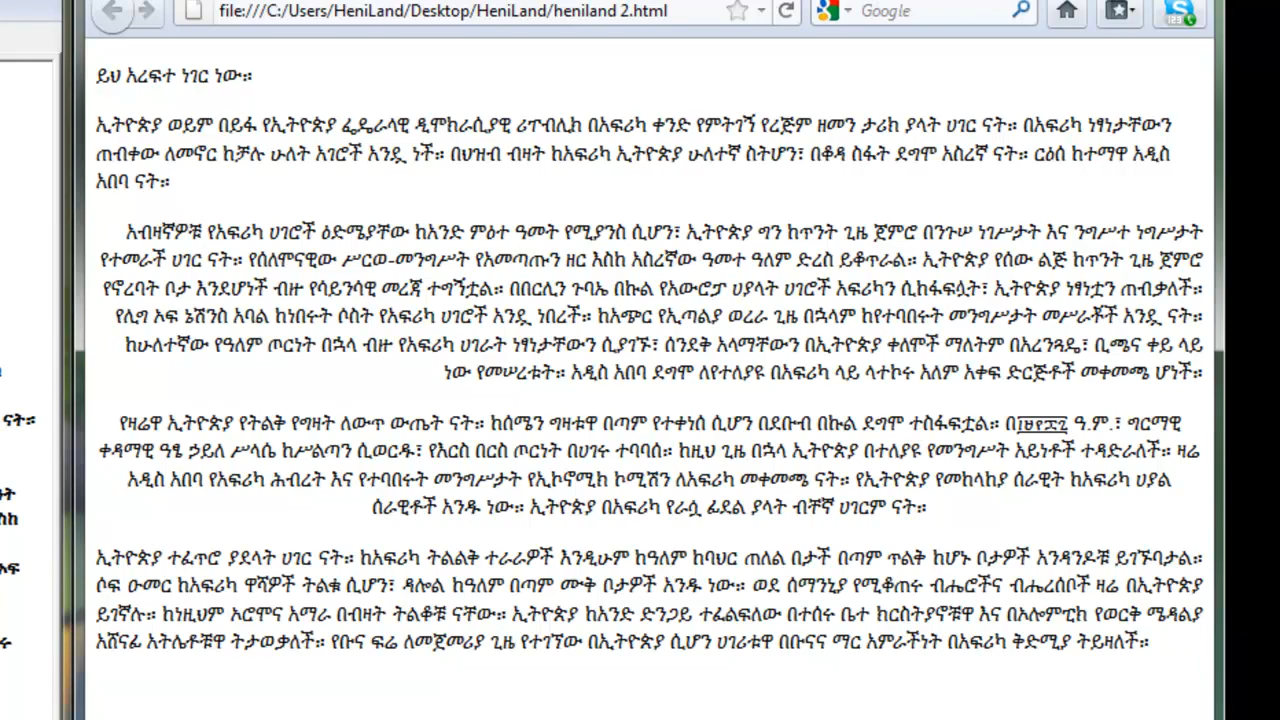 file:///C:/Users/HeniLand/Desktop/HeniLand/heniland 2.html
Google
ይህ አረፍተ ነገር ነው።
ኢትዮጵያ ወይም በይፋ የኢትዮጵያ ፌዴራላዊ ዲሞክራሲያዊ ሪፐብሊክ በአፍሪካ ቀንድ የምትገኝ የረጅም ዘመን ታሪክ ያላት ሀገር ናት። በአፍሪካ ነፃነታቸውን
ጠብቀው ለመኖር ከቻሉ ሁለት አገሮች አንዷ ነች። በህዝብ ብዛት ከአፍሪካ ኢትዮጵያ ሁለተኛ ስትሆን፣ በቆዳ ስፋት ደግሞ አስረኛ ናት። ርዕሰ ከተማዋ አዲስ
አበባ ናት።
አብዛኛዎቹ የአፍሪካ ሀገሮች ዕድሜያቸው ከአንድ ምዕተ ዓመት የሚያንስ ሲሆን፣ ኢትዮጵያ ግን ከጥንት ጊዜ ጀምሮ በንጉሠ ነገሥታት እና ንግሥተ ነግሥታት
የተመራች ሀገር ናት። የሰለሞናዊው ሥርወ-መንግሥት የአመጣጡን ዘር እስከ አስረኛው ዓመተ ዓለም ድረስ ይቆጥራል። ኢትዮጵያ የሰው ልጅ ከጥንት ጊዜ ጀምሮ
የኖረባት ቦታ እንደሆነች ብዙ የሳይንሳዊ መረጃ ተግኝቷል። በበርሊን ጉባኤ በኩል የአውሮፓ ሀያላት ሀገሮች አፍሪካን ሲከፋፍሏት፣ ኢትዮጵያ ነፃነቷን ጠብቃለች።
የሊግ ኦፍ ኔሽንስ አባል ከነበሩት ሶስት የአፍሪካ ሀገሮች አንዷ ነበረች። ከአጭር የኢጣልያ ወረራ ጊዜ በኋላም ከየተባበሩት መንግሥታት መሥራቾች አንዷ ናት።
ከሁለተኛው የዓለም ጦርነት በኋላ ብዙ የአፍሪካ ሀገራት ነፃነታቸውን ሲያገኙ፣ ሰንደቅ አላማቸውን በኢትዮጵያ ቀለሞች ማለትም በአረንጓዴ፣ ቢጫና ቀይ ላይ
ነው የመሠረቱት። አዲስ አበባ ደግሞ ለየተለያዩ በአፍሪካ ላይ ላተኮሩ አለም አቀፍ ድርጅቶች መቀመጫ ሆነች።
የዛሬዋ ኢትዮጵያ የትልቅ የግዛት ለውጥ ውጤት ናት። ከሰሜን ግዛቱዋ በጣም የተቀነሰ ሲሆን በደቡብ በኩል ደግሞ ተስፋፍቷል። በ፲፱፻፷፯ ዓ.ም.፣ ግርማዊ
ቀዳማዊ ዓፄ ኃይለ ሥላሴ ከሥልጣን ሲወርዱ፣ የእርስ በርስ ጦርነት በሀገሩ ተባባሰ። ከዚህ ጊዜ በኋላ ኢትዮጵያ በተለያዩ የመንግሥት አይነቶች ተዳድራለች። ዛሬ
አዲስ አበባ የአፍሪካ ሕብረት እና የተባበሩት መንግሥታት የኢኮኖሚክ ኮሚሽን ለአፍሪካ መቀመጫ ናት። የኢትዮጵያ የመከላከያ ሰራዊት ከአፍሪካ ሀያል
ሰራዊቶች አንዱ ነው። ኢትዮጵያ በአፍሪካ የራሷ ፊደል ያላት ብቸኛ ሀገርም ናት።
ኢትዮጵያ ተፈጥሮ ያደላት ሀገር ናት። ከአፍሪካ ትልልቅ ተራራዎች እንዲሁም ከዓለም ከባህር ጠለል በታች በጣም ጥልቅ ከሆኑ ቦታዎች አንዳንዶቹ ይገኙባታል።
ሶፍ ዑመር ከአፍሪካ ዋሻዎች ትልቁ ሲሆን፣ ዳሎል ከዓለም በጣም ሙቅ ቦታዎች አንዱ ነው። ወደ ሰማንኒያ የሚቆጠሩ ብሔሮችና ብሔረሰቦች ዛሬ በኢትዮጵያ
ይገኛሉ። ከነዚህም ኦሮሞና አማራ በብዛት ትልቆቹ ናቸው። ኢትዮጵያ ከአንድ ድንጋይ ተፈልፍለው በተሰሩ ቤተ ክርስትያኖቹዋ እና በኦሎምፒክ የወርቅ ሜዳልያ
አሸናፊ አትሌቶቹዋ ትታወቃለች። የቡና ፍሬ ለመጀመሪያ ጊዜ የተገኘው በኢትዮጵያ ሲሆን ሀገሪቱዋ በቡናና ማር አምራችነት በአፍሪካ ቅድሚያ ትይዛለች።